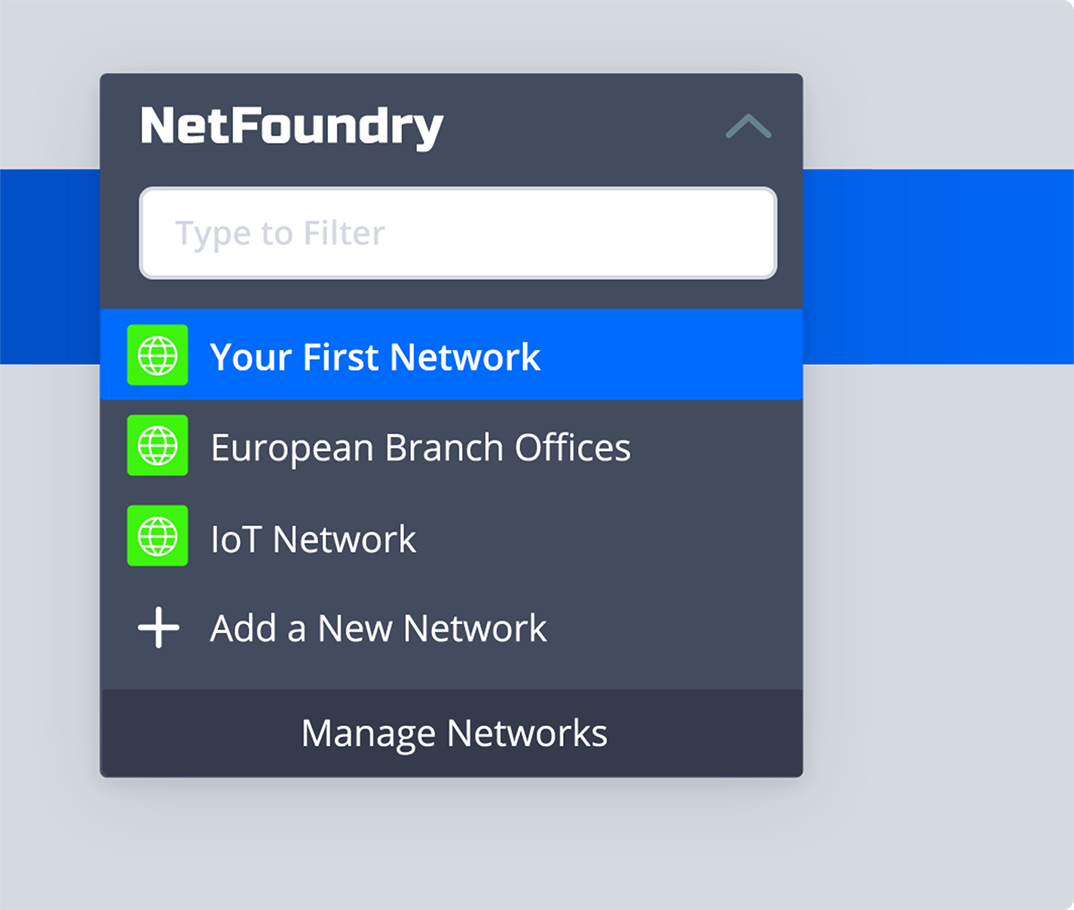 NetFoundry
Type to Filter
Your First Network
European Branch Offices
IoT Network
Add a New Network
Manage Networks